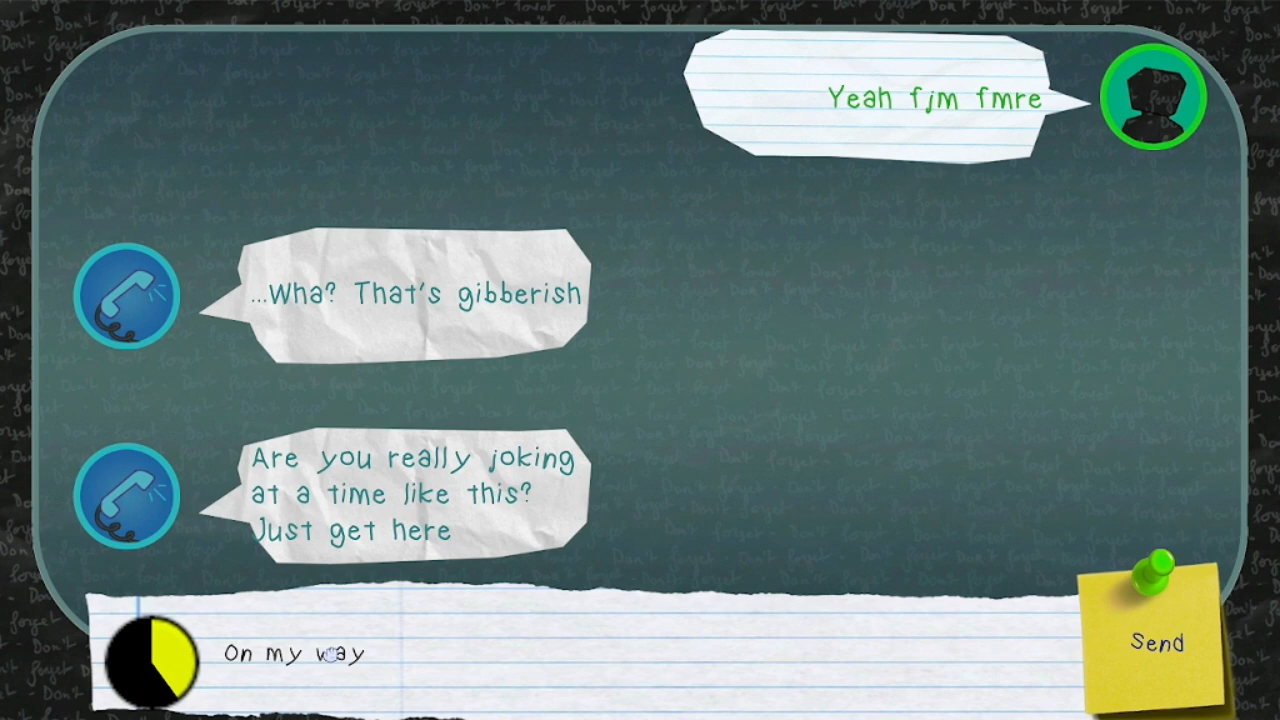 Yeah fjm fmre
...Wha? That's gibberish
Are you really joking
at a time like this?
Just get here
On my way
Send